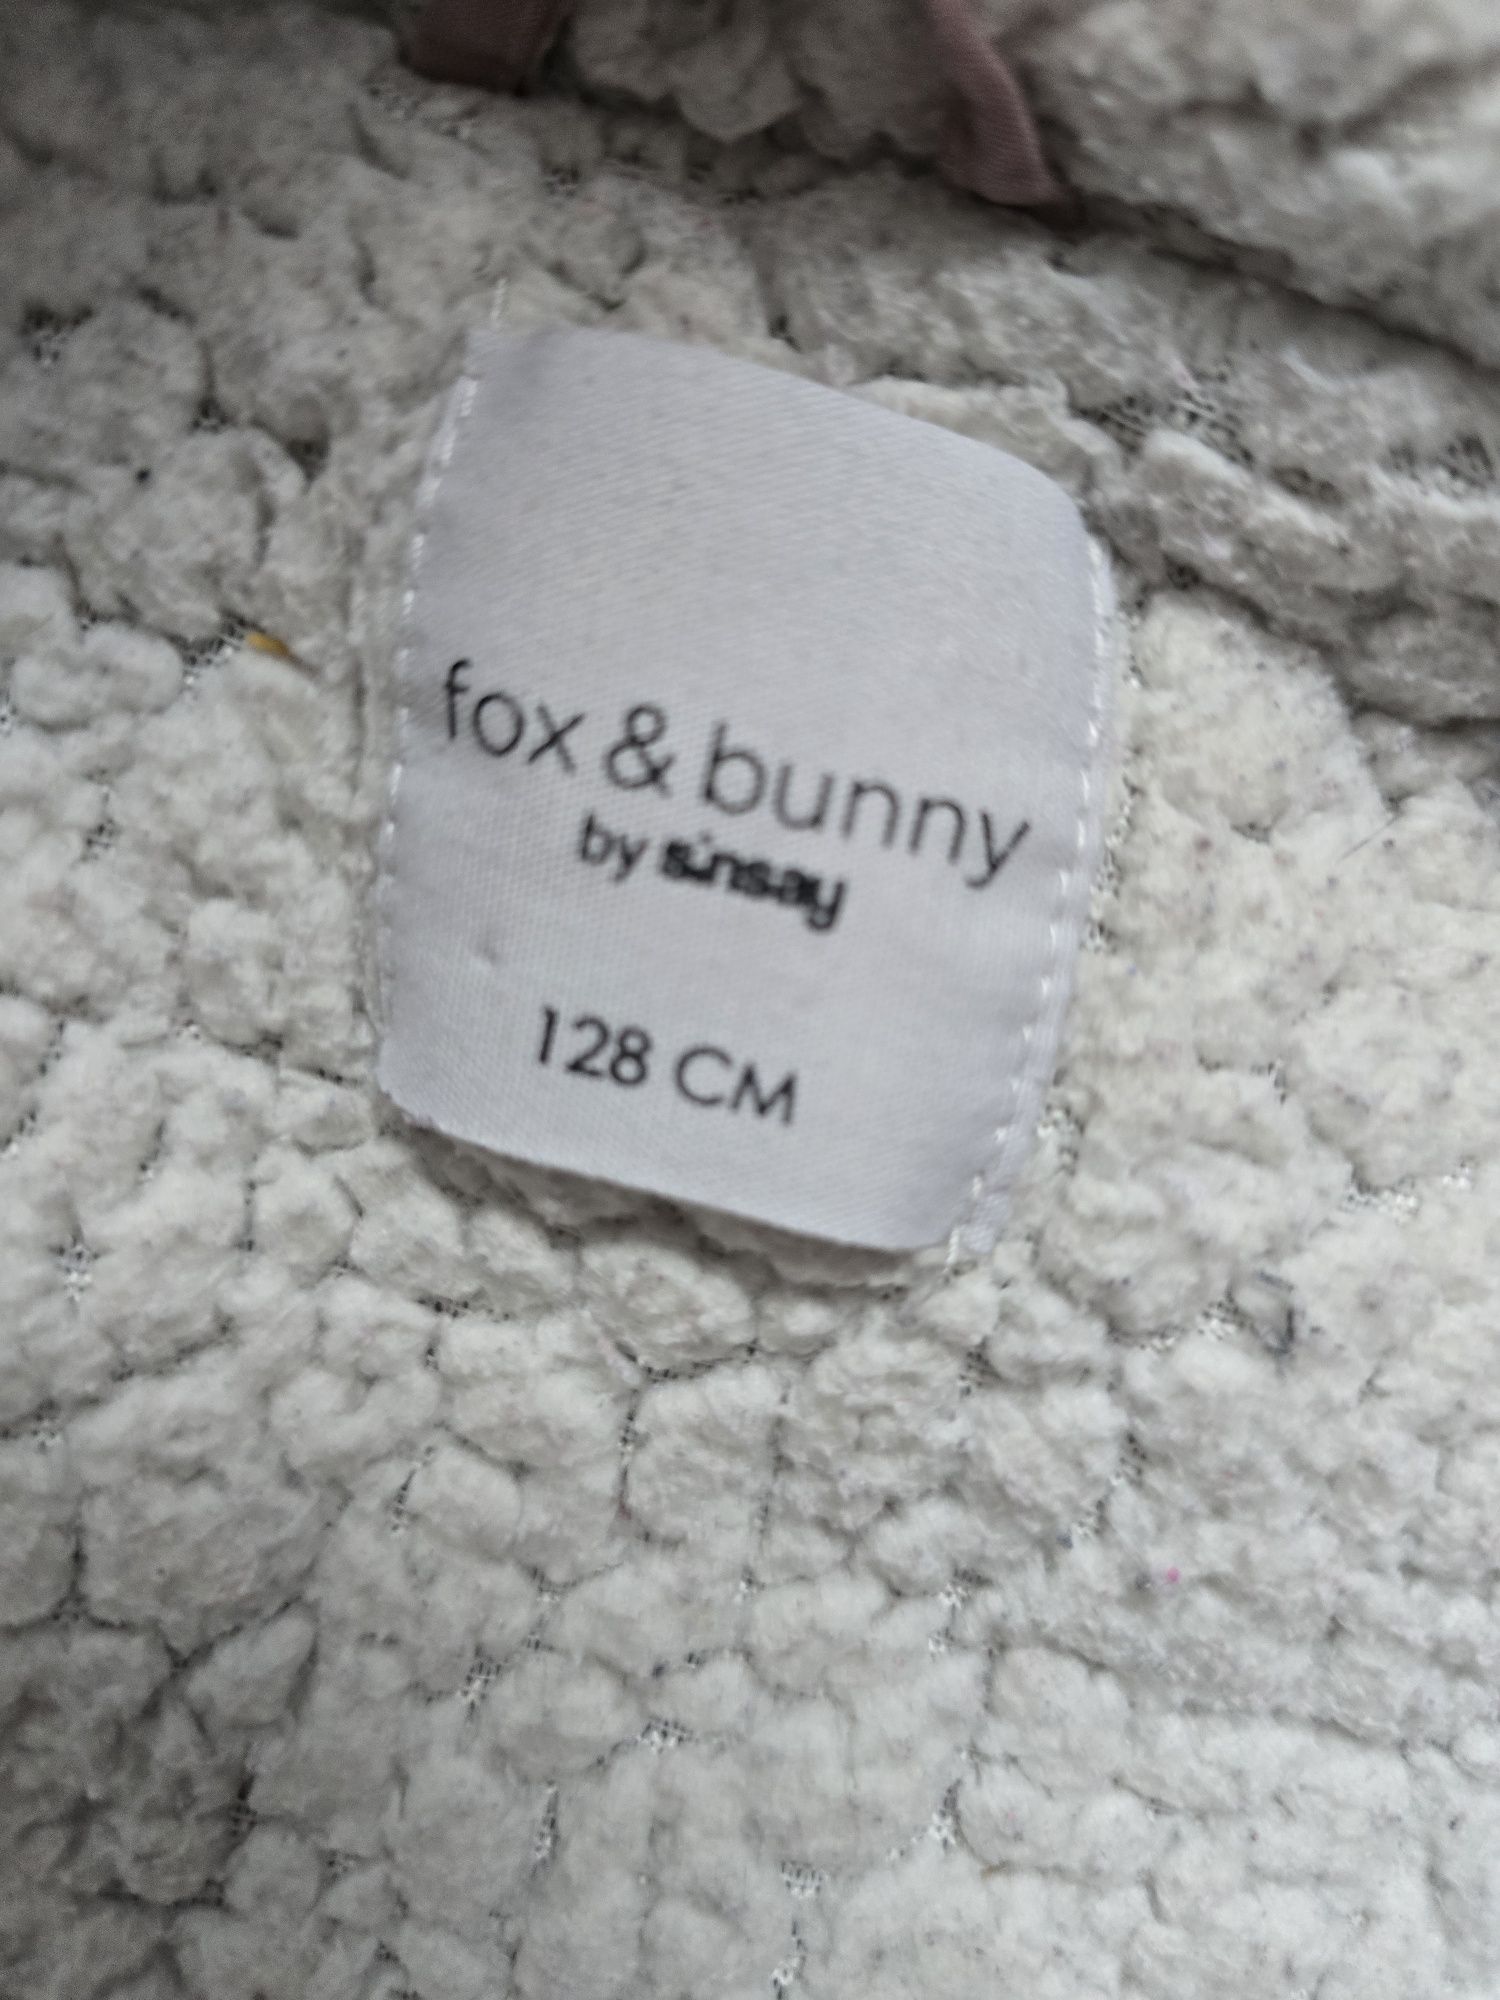 fox & bunny
by sinsay
128 CM